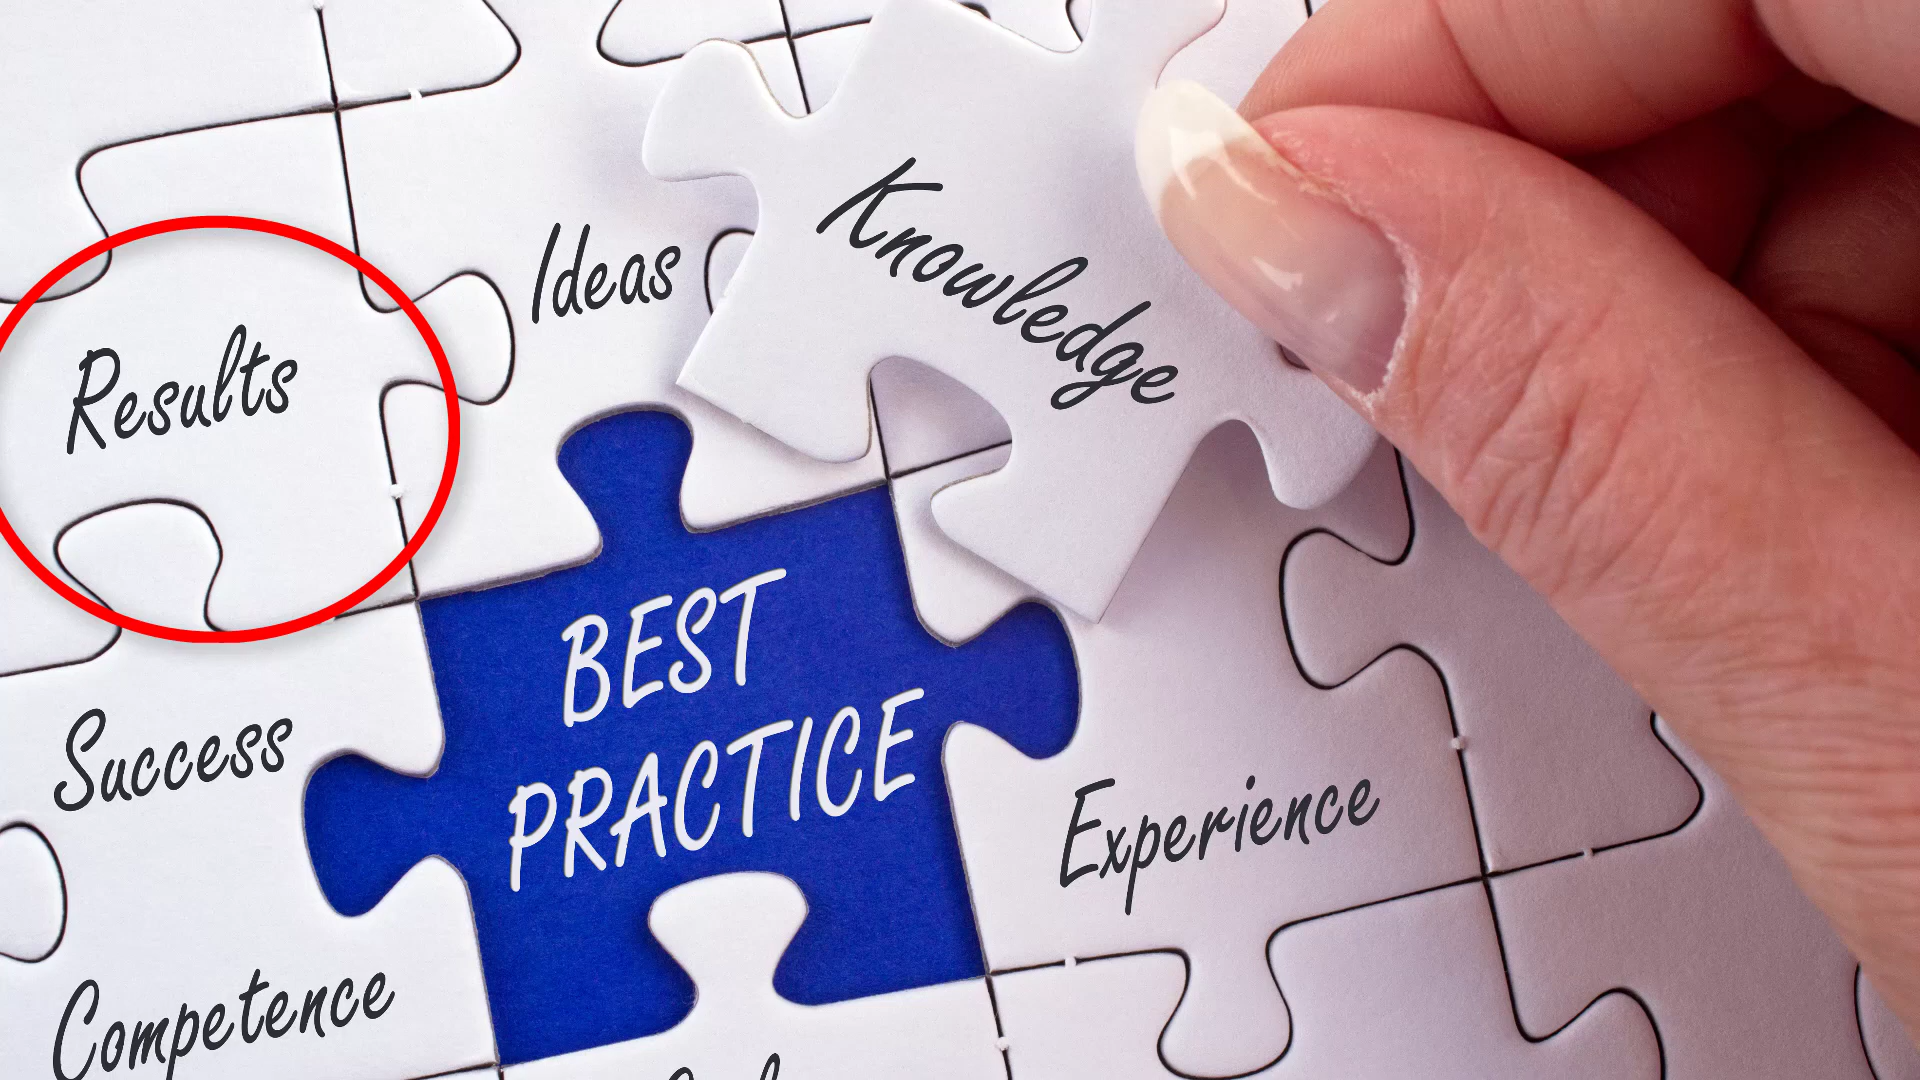 Knowledge
Ideas
Results
BEST
PRACTICE
Success
Experience
Competence